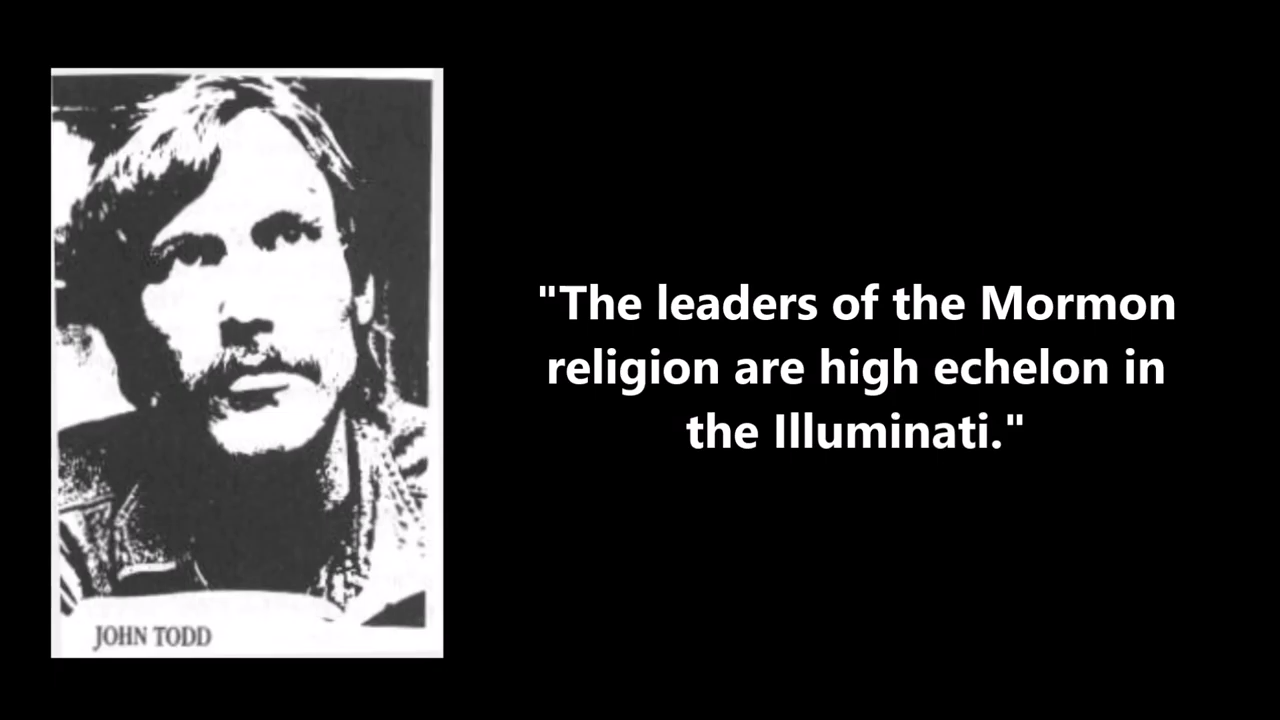 JOHN TODD
"The leaders of the Mormon
religion are high echelon in
the Illuminati."